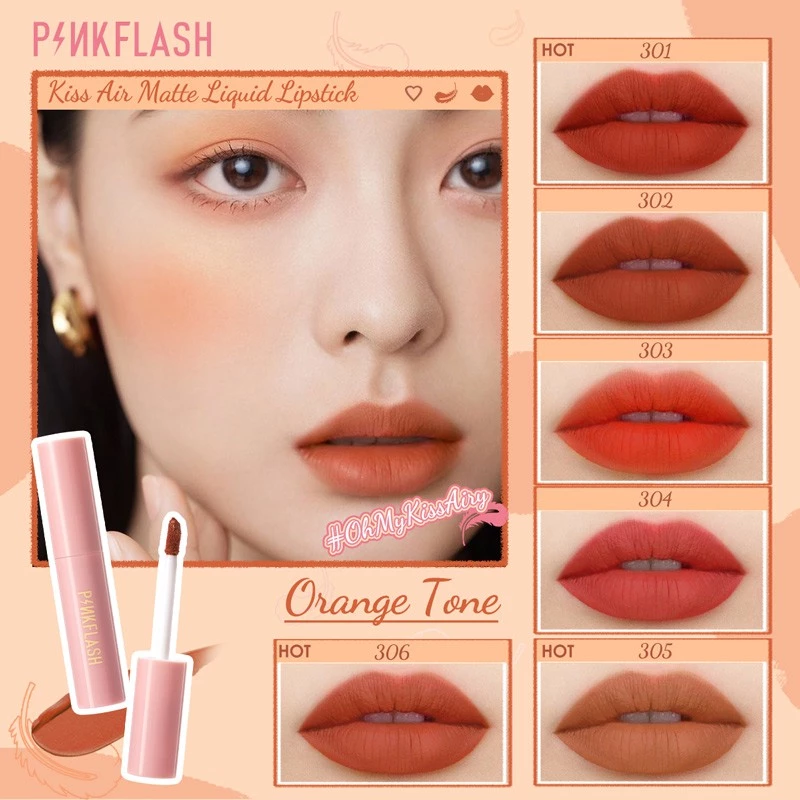 PINKFLASH
Kiss Air Matte Liquid Lipstick
#OhMyKissAiry
PINKFLASH
Orange Tone
HOT 301
302
303
304
HOT 306
HOT 305